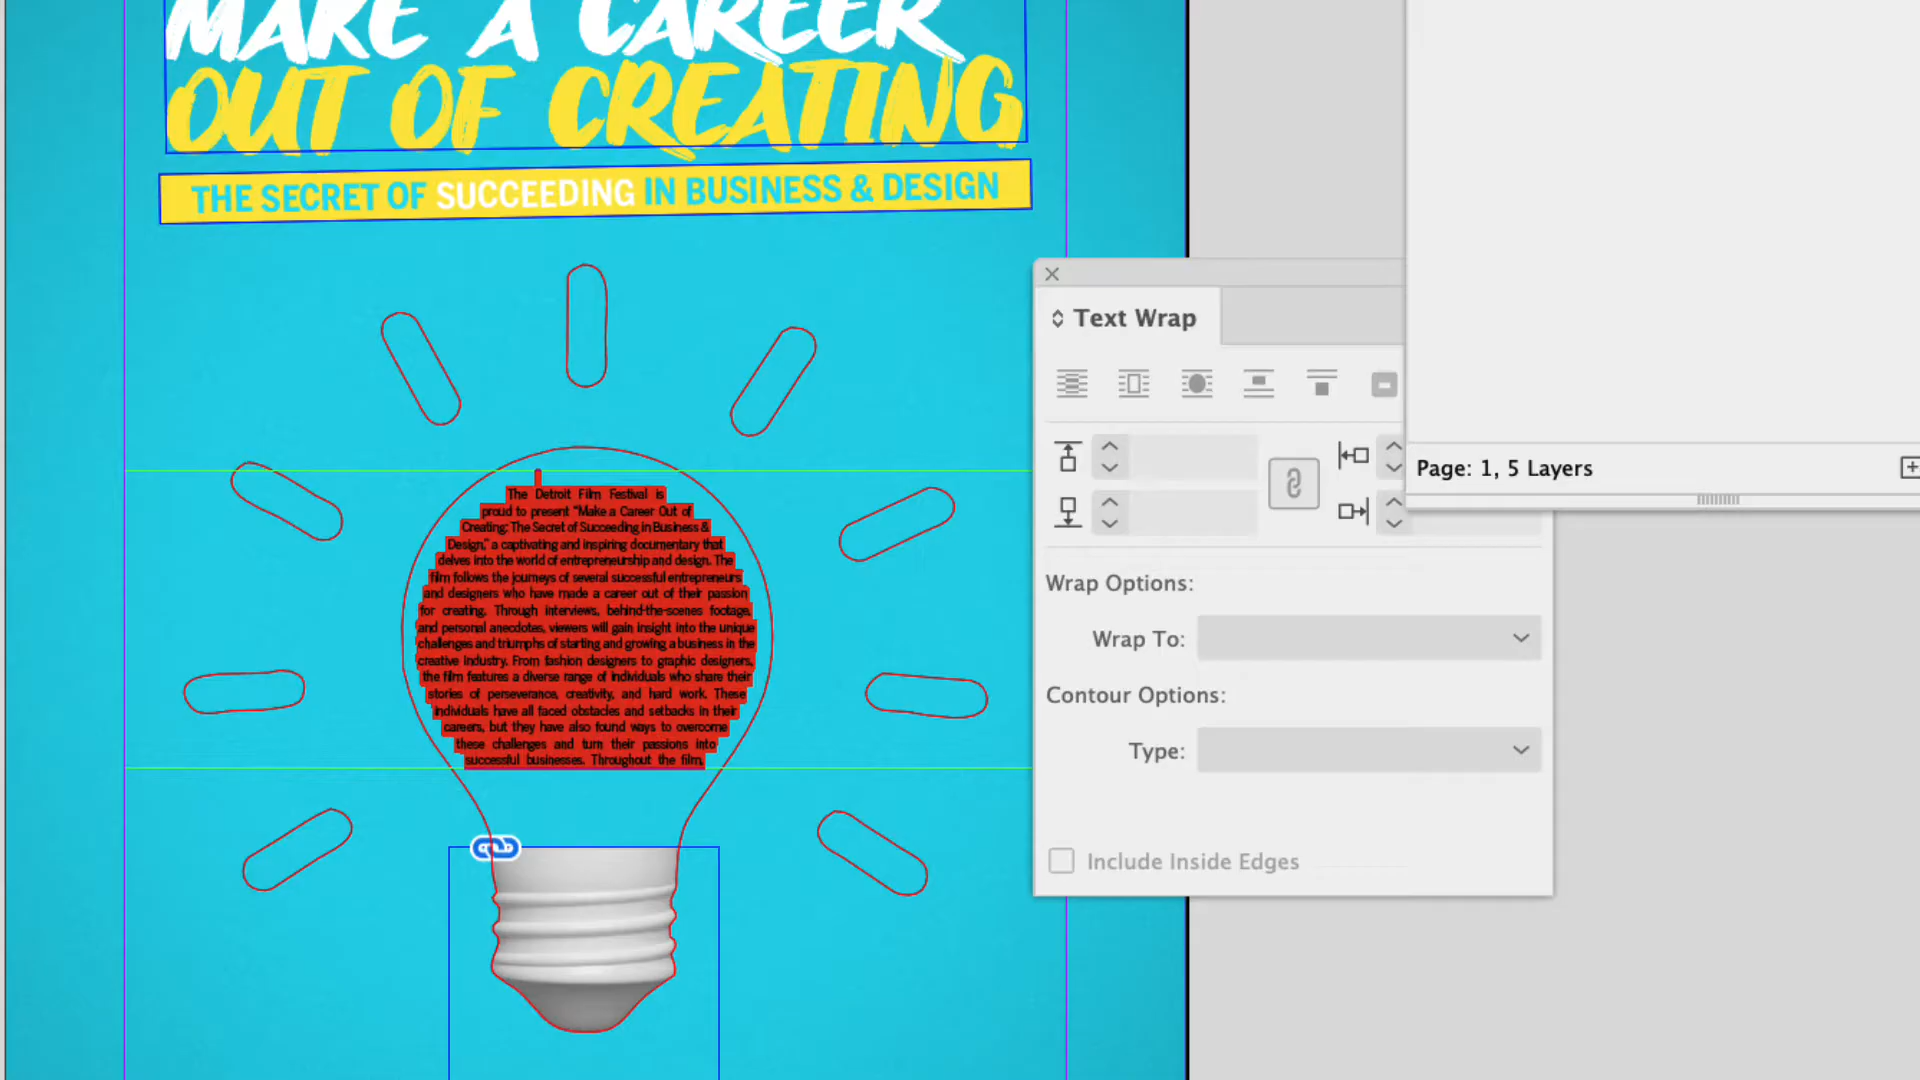 MAKE A CAREER
OUT OF CREATING
THE SECRET OF SUCCEEDING IN BUSINESS & DESIGN
The Detroit Film Festival is
proud to present “Make a Career Out of
Creating: The Secret of Succeeding in Business &
Design,” a captivating and inspiring documentary that
delves into the world of entrepreneurship and design. The
film follows the journeys of several successful entrepreneurs
and designers who have made a career out of their passion
for creating. Through interviews, behind-the-scenes footage,
and personal anecdotes, viewers will gain insight into the unique
challenges and triumphs of starting and growing a business in the
creative industry. From fashion designers to graphic designers,
the film features a diverse range of individuals who share their
stories of perseverance, creativity, and hard work. These
individuals have all faced obstacles and setbacks in their
careers, but they have also found ways to overcome
these challenges and turn their passions into
successful businesses. Throughout the film,
Text Wrap
Page: 1, 5 Layers
Wrap Options:
Wrap To:
Contour Options:
Type:
Include Inside Edges